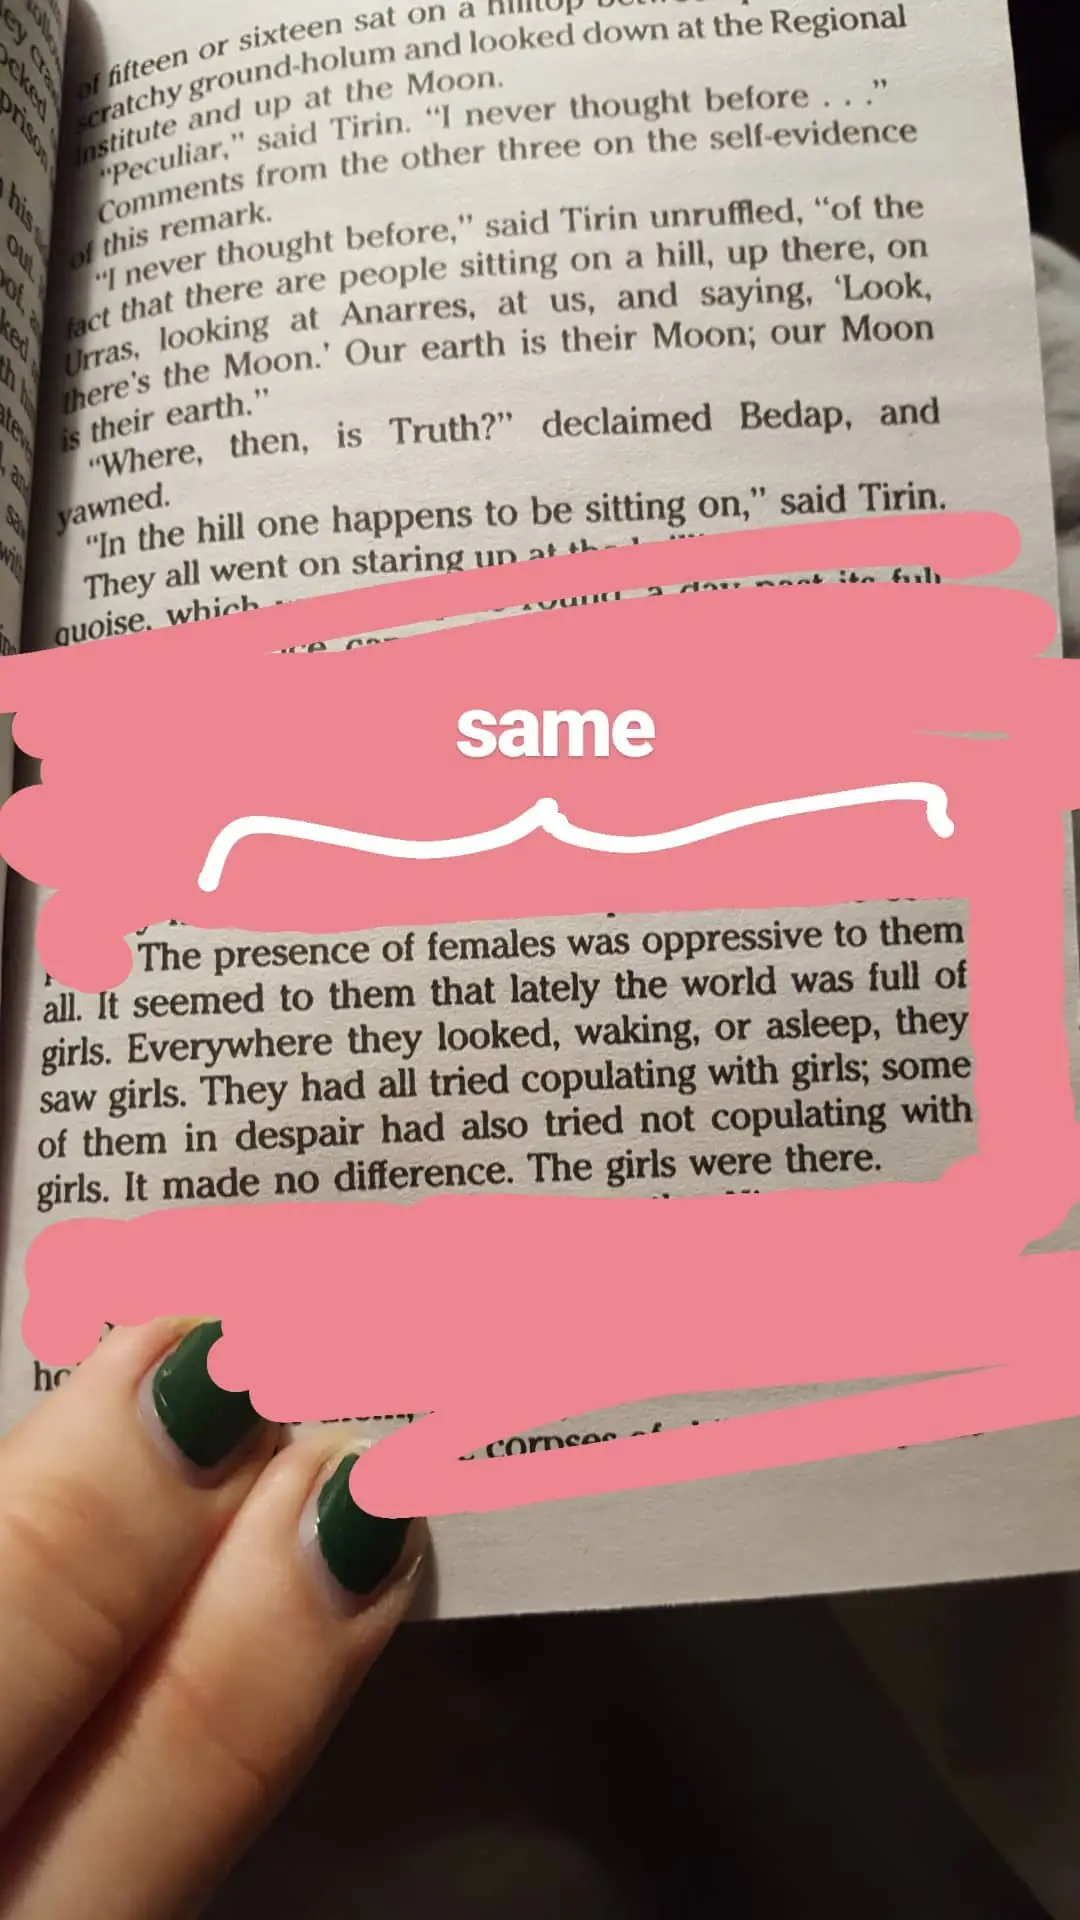 of fifteen or sixteen sat on a hilltop
scratchy ground-holum and looked down at the Regional
Institute and up at the Moon.
"Peculiar," said Tirin. "I never thought before . . ."
Comments from the other three on the self-evidence
of this remark.
"I never thought before," said Tirin unruffled, "of the
fact that there are people sitting on a hill, up there, on
Urras, looking at Anarres, at us, and saying, 'Look,
there's the Moon.' Our earth is their Moon; our Moon
is their earth."
"Where, then, is Truth?" declaimed Bedap, and
yawned.
"In the hill one happens to be sitting on," said Tirin.
They all went on staring up at
quoise, which
round, a day past its full,
same
The presence of females was oppressive to them
all. It seemed to them that lately the world was full of
girls. Everywhere they looked, waking, or asleep, they
saw girls. They had all tried copulating with girls; some
of them in despair had also tried not copulating with
girls. It made no difference. The girls were there.
corpses of